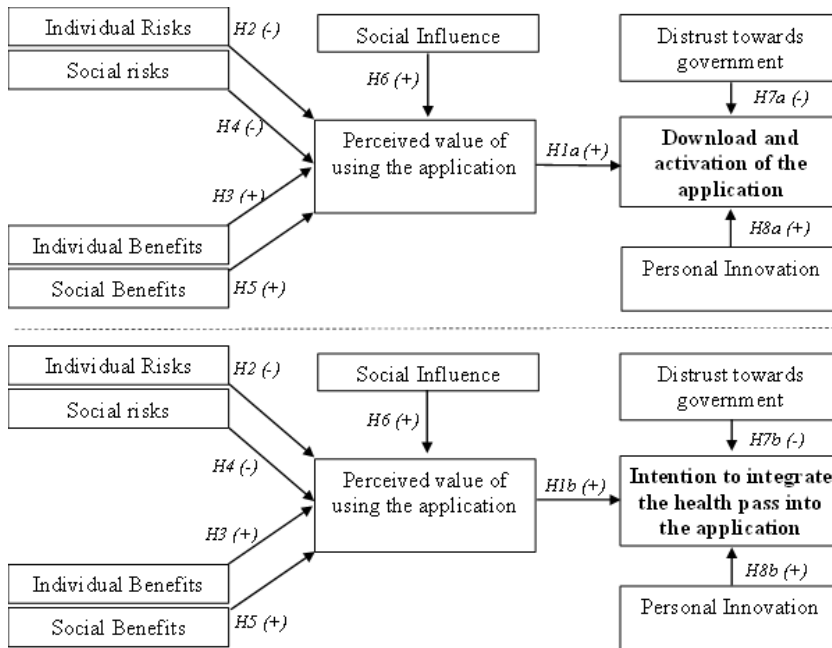 Individual Risks
H2 (-)
Social Influence
Distrust towards
government
Social risks
H6 (+)
H7a (-)
H4 (-)
Perceived value of
using the application
H1a (+)
Download and
activation of the
application
H3 (+)
H8a (+)
Individual Benefits
Personal Innovation
Social Benefits
H5 (+)
Individual Risks
H2 (-)
Social Influence
Distrust towards
government
Social risks
H6 (+)
H7b (-)
H4 (-)
Perceived value of
using the application
H1b (+)
Intention to integrate
the health pass into
the application
H3 (+)
H8b (+)
Individual Benefits
Personal Innovation
Social Benefits
H5 (+)